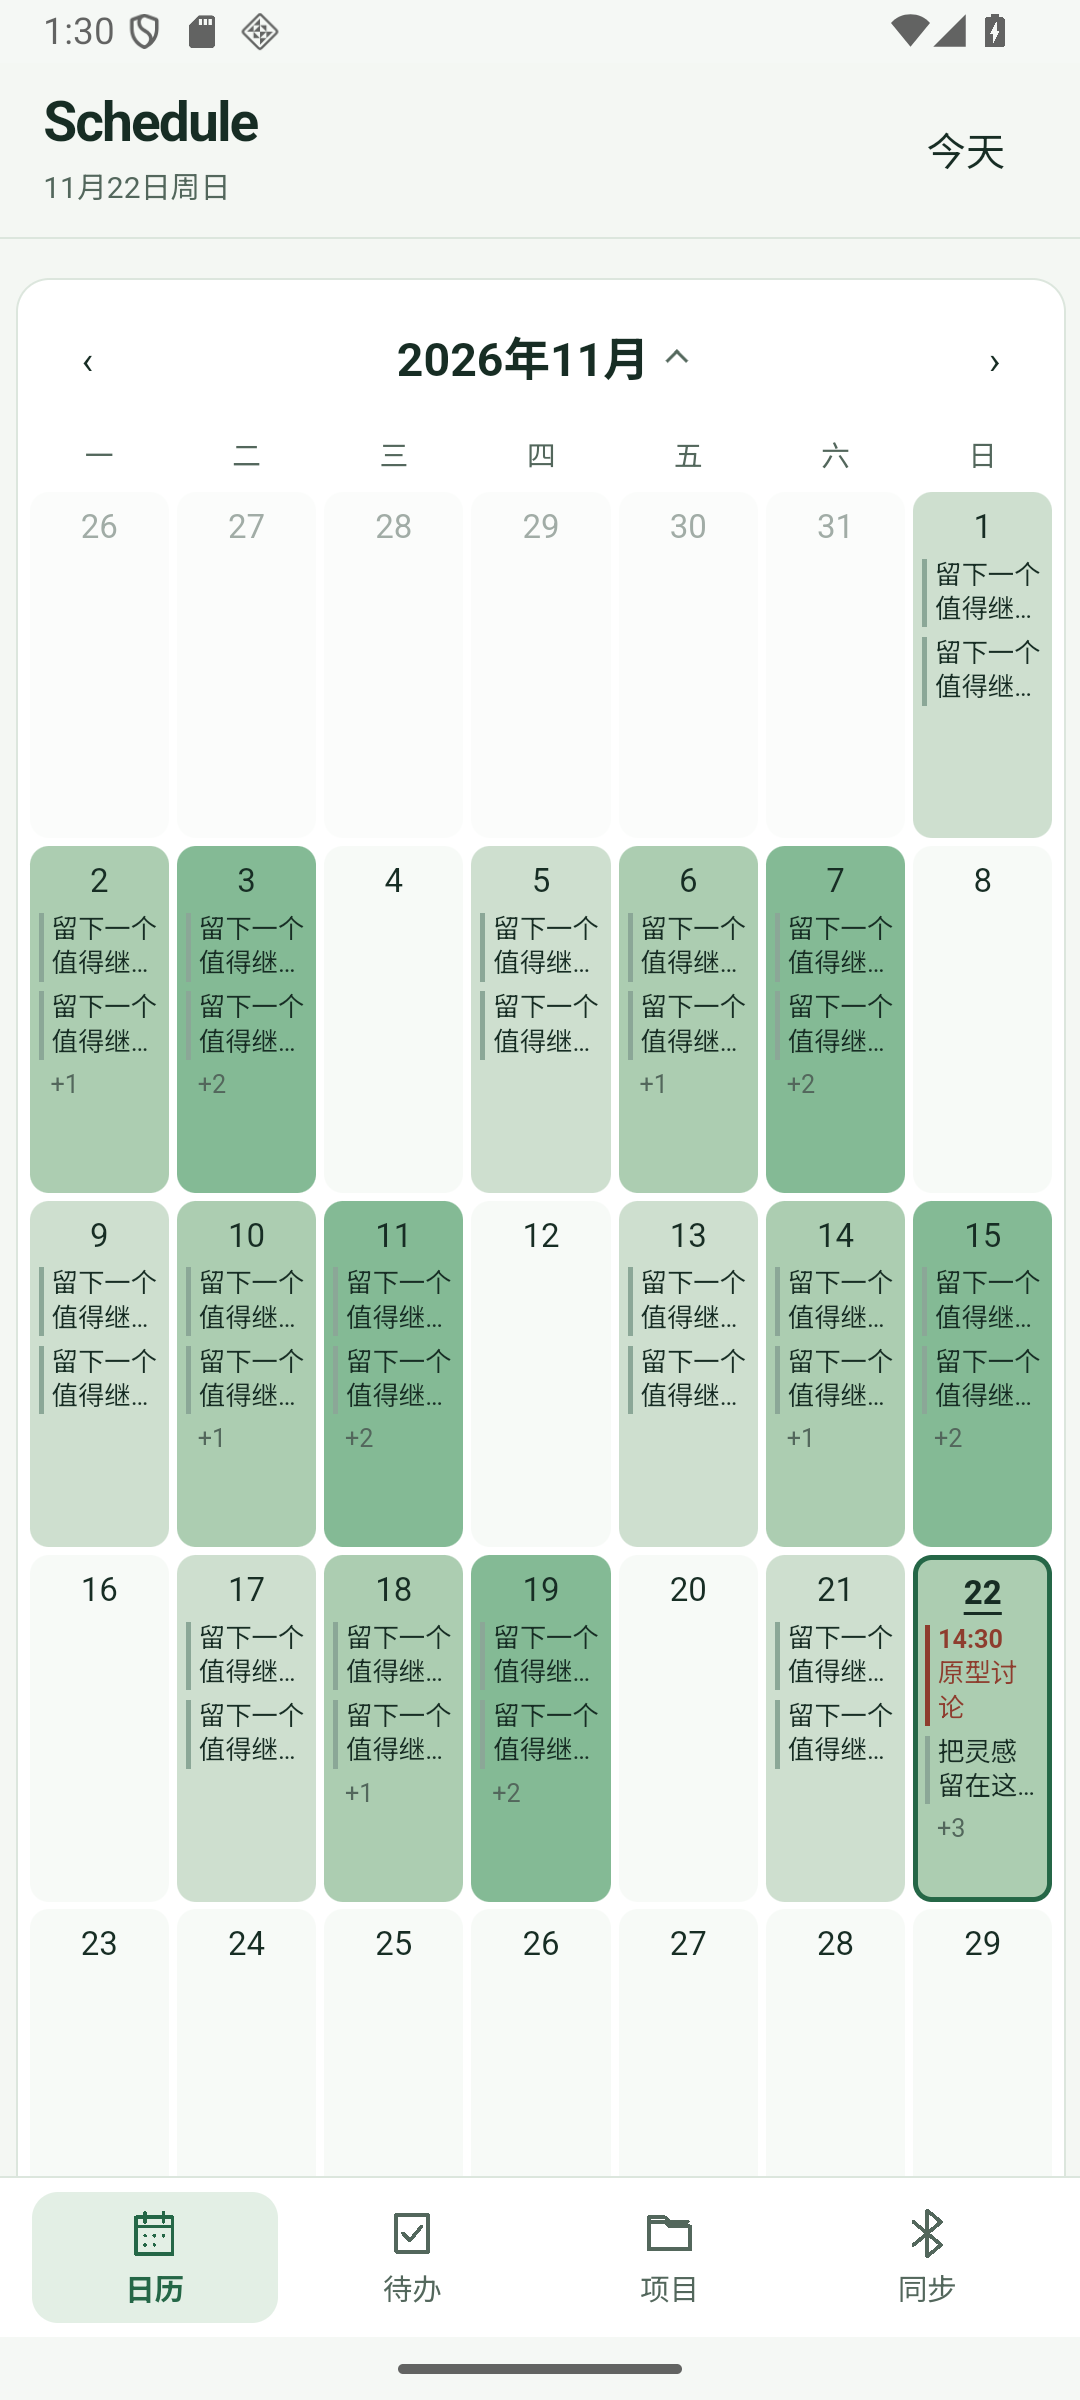 1:30
Schedule
11月22日周日
今天
‹ 2026年11月 ›
一 二 三 四 五 六 日
26 27 28 29 30 31 1
留下一个
值得继…
留下一个
值得继…
2 3 4 5 6 7 8
留下一个 留下一个 留下一个 留下一个 留下一个
值得继… 值得继… 值得继… 值得继… 值得继…
留下一个 留下一个 留下一个 留下一个 留下一个
值得继… 值得继… 值得继… 值得继… 值得继…
+1 +2 +1 +2
9 10 11 12 13 14 15
留下一个 留下一个 留下一个 留下一个 留下一个 留下一个
值得继… 值得继… 值得继… 值得继… 值得继… 值得继…
留下一个 留下一个 留下一个 留下一个 留下一个 留下一个
值得继… 值得继… 值得继… 值得继… 值得继… 值得继…
+1 +2 +1 +2
16 17 18 19 20 21 22
留下一个 留下一个 留下一个 留下一个 14:30
值得继… 值得继… 值得继… 值得继… 原型讨
论
留下一个 留下一个 留下一个 留下一个 把灵感
值得继… 值得继… 值得继… 值得继… 留在这…
+1 +2 +3
23 24 25 26 27 28 29
日历 待办 项目 同步